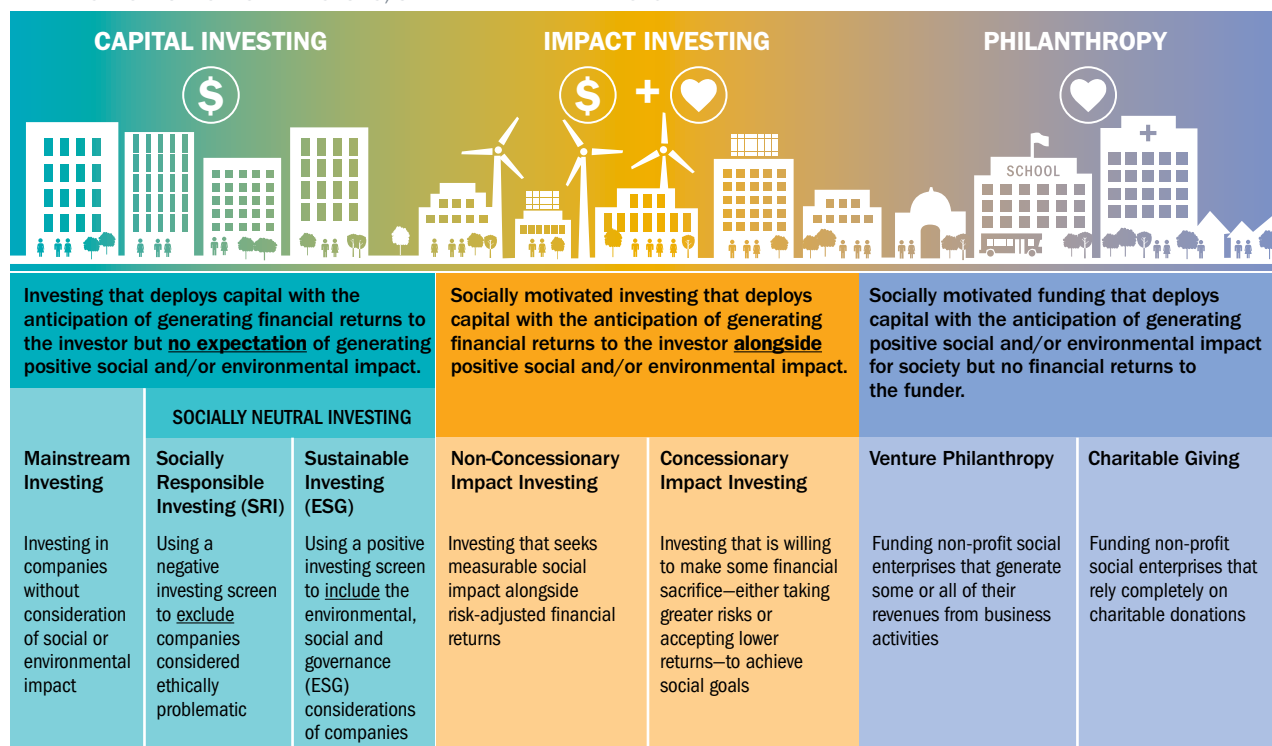 CAPITAL INVESTING
IMPACT INVESTING
PHILANTHROPY
$
$ +
SCHOOL
Investing that deploys capital with the
anticipation of generating financial returns to
the investor but no expectation of generating
positive social and/or environmental impact.
Socially motivated investing that deploys
capital with the anticipation of generating
financial returns to the investor alongside
positive social and/or environmental impact.
Socially motivated funding that deploys
capital with the anticipation of generating
positive social and/or environmental impact
for society but no financial returns to
the funder.
SOCIALLY NEUTRAL INVESTING
Mainstream
Investing
Investing in
companies
without
consideration
of social or
environmental
impact
Socially
Responsible
Investing (SRI)
Using a
negative
investing screen
to exclude
companies
considered
ethically
problematic
Sustainable
Investing
(ESG)
Using a positive
investing screen
to include the
environmental,
social and
governance
(ESG)
considerations
of companies
Non-Concessionary
Impact Investing
Investing that seeks
measurable social
impact alongside
risk-adjusted financial
returns
Concessionary
Impact Investing
Investing that is willing
to make some financial
sacrifice—either taking
greater risks or
accepting lower
returns—to achieve
social goals
Venture Philanthropy
Funding non-profit social
enterprises that generate
some or all of their
revenues from business
activities
Charitable Giving
Funding non-profit
social enterprises that
rely completely on
charitable donations